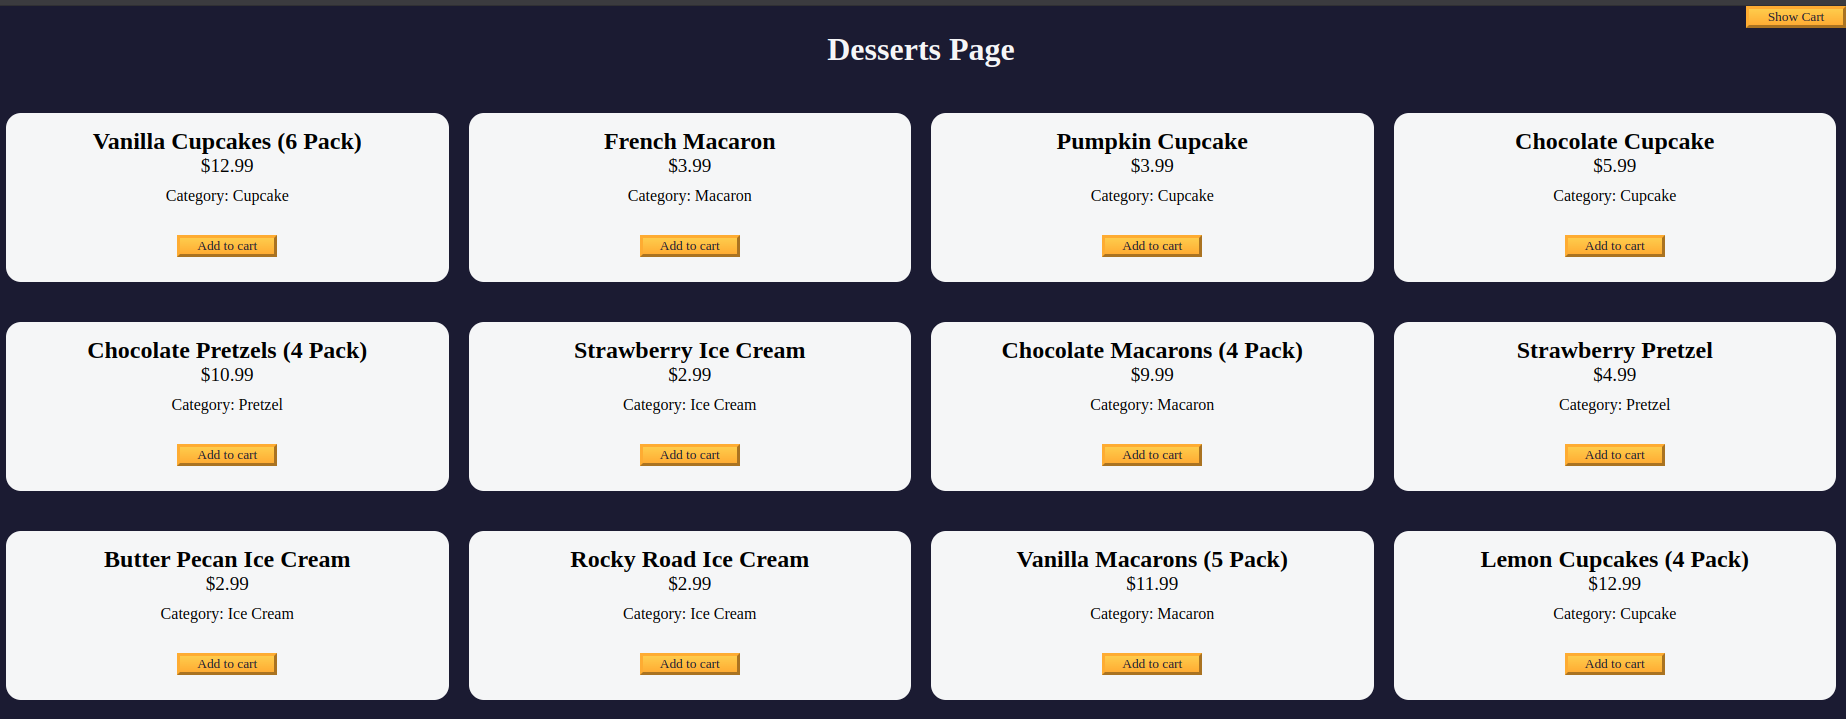 Show Cart
Desserts Page
Vanilla Cupcakes (6 Pack)
$12.99
Category: Cupcake
Add to cart
French Macaron
$3.99
Category: Macaron
Add to cart
Pumpkin Cupcake
$3.99
Category: Cupcake
Add to cart
Chocolate Cupcake
$5.99
Category: Cupcake
Add to cart
Chocolate Pretzels (4 Pack)
$10.99
Category: Pretzel
Add to cart
Strawberry Ice Cream
$2.99
Category: Ice Cream
Add to cart
Chocolate Macarons (4 Pack)
$9.99
Category: Macaron
Add to cart
Strawberry Pretzel
$4.99
Category: Pretzel
Add to cart
Butter Pecan Ice Cream
$2.99
Category: Ice Cream
Add to cart
Rocky Road Ice Cream
$2.99
Category: Ice Cream
Add to cart
Vanilla Macarons (5 Pack)
$11.99
Category: Macaron
Add to cart
Lemon Cupcakes (4 Pack)
$12.99
Category: Cupcake
Add to cart